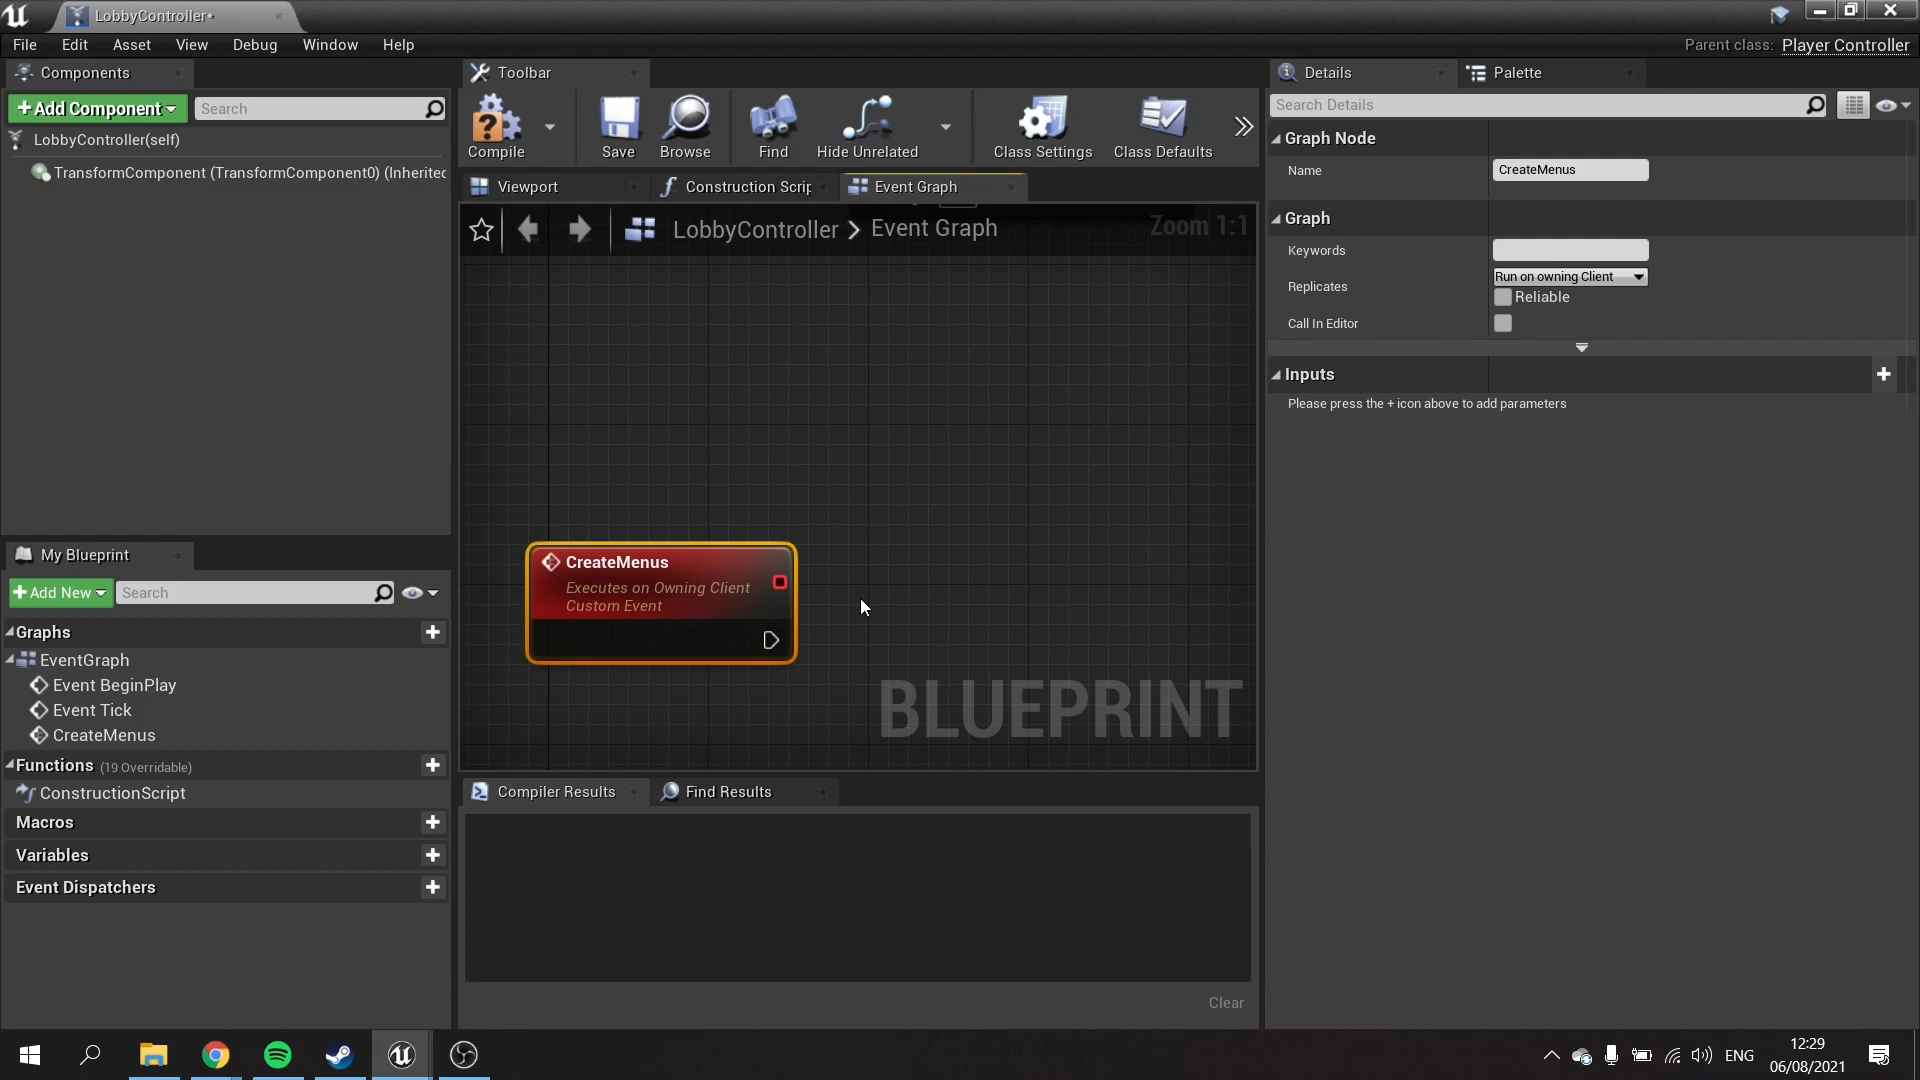 LobbyController*
File Edit Asset View Debug Window Help
Parent class: Player Controller
Components
Add Component
Search
LobbyController(self)
TransformComponent (TransformComponent0) (Inherited
Toolbar
Compile
Save
Browse
Find
Hide Unrelated
Class Settings
Class Defaults
Viewport
Construction Scrip
Event Graph
LobbyController > Event Graph
Zoom 1:1
CreateMenus
Executes on Owning Client
Custom Event
BLUEPRINT
My Blueprint
Add New
Search
Graphs
EventGraph
Event BeginPlay
Event Tick
CreateMenus
Functions (19 Overridable)
ConstructionScript
Macros
Variables
Event Dispatchers
Compiler Results
Find Results
Clear
Details
Palette
Search Details
Graph Node
Name CreateMenus
Graph
Keywords
Replicates Run on owning Client
Reliable
Call In Editor
Inputs
Please press the + icon above to add parameters
ENG
12:29
06/08/2021